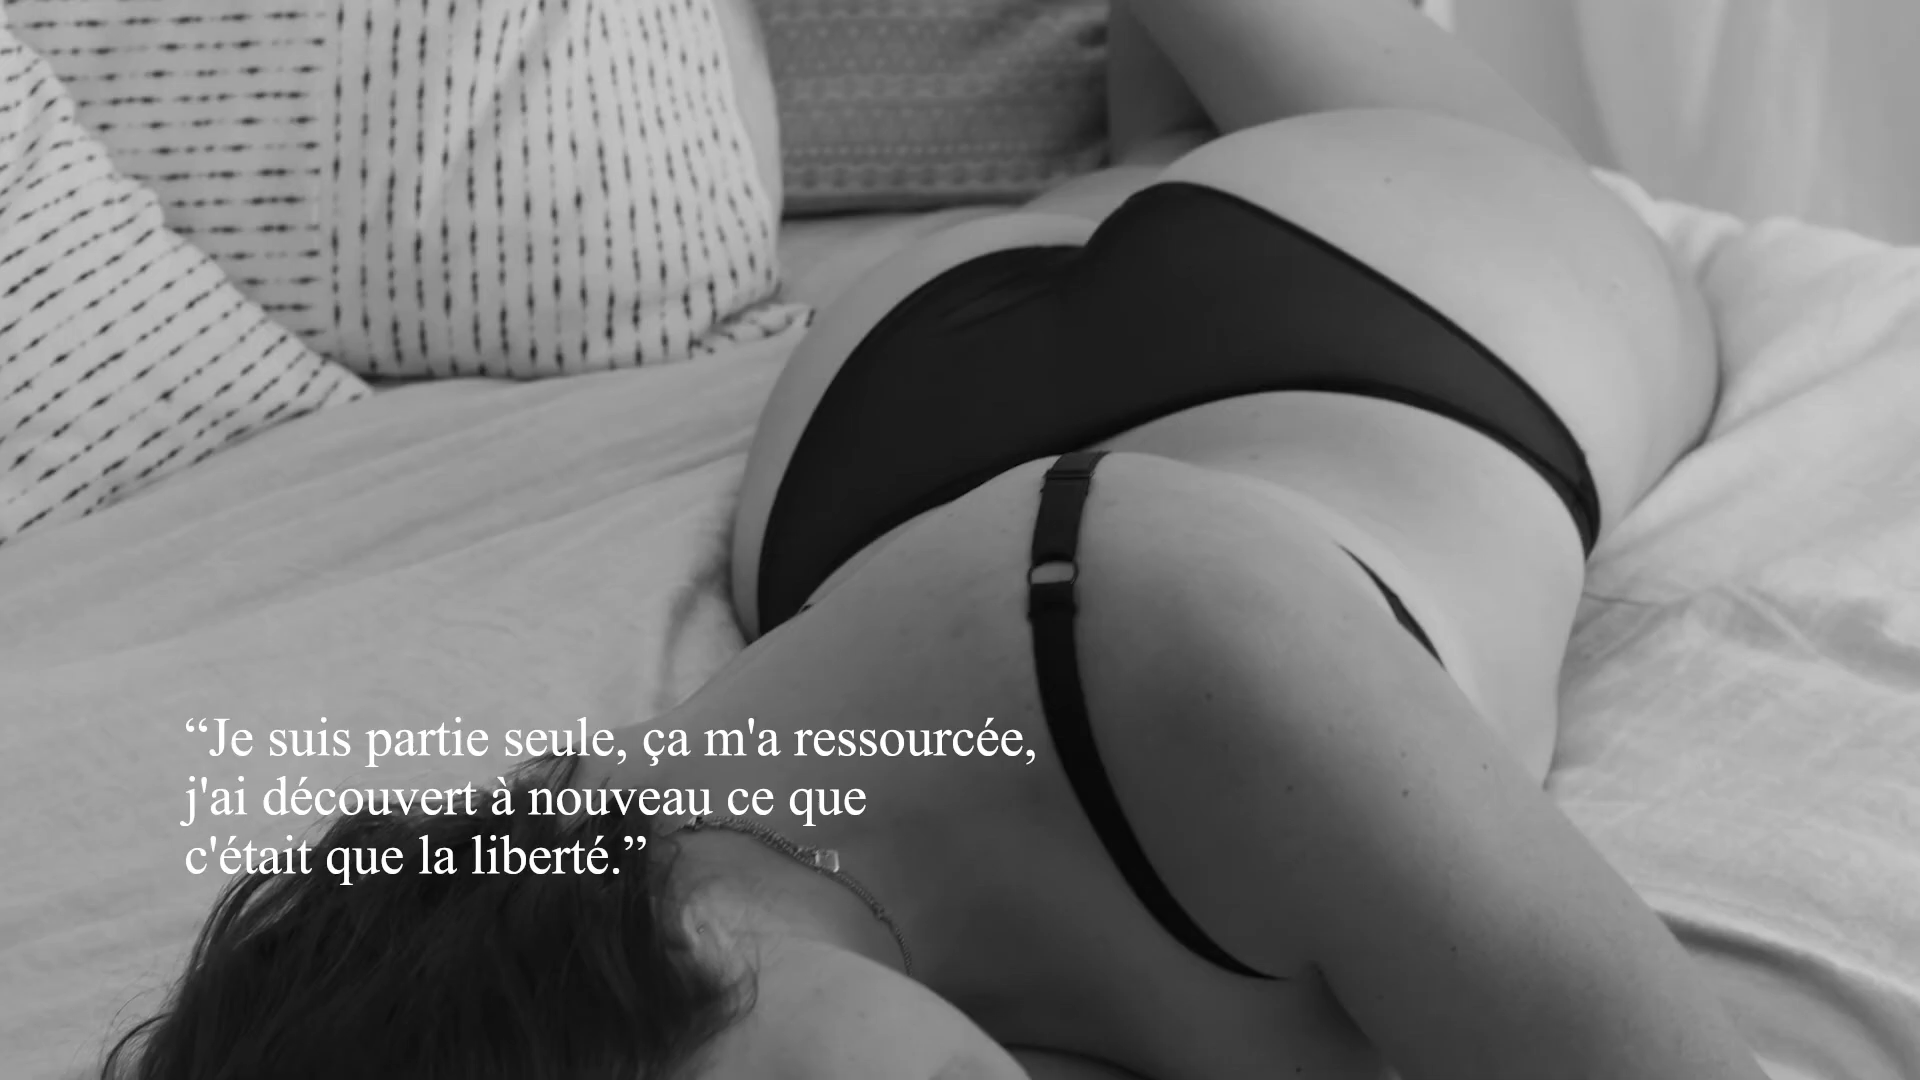 “Je suis partie seule, ça m'a ressourcée,
j'ai découvert à nouveau ce que
c'était que la liberté.”